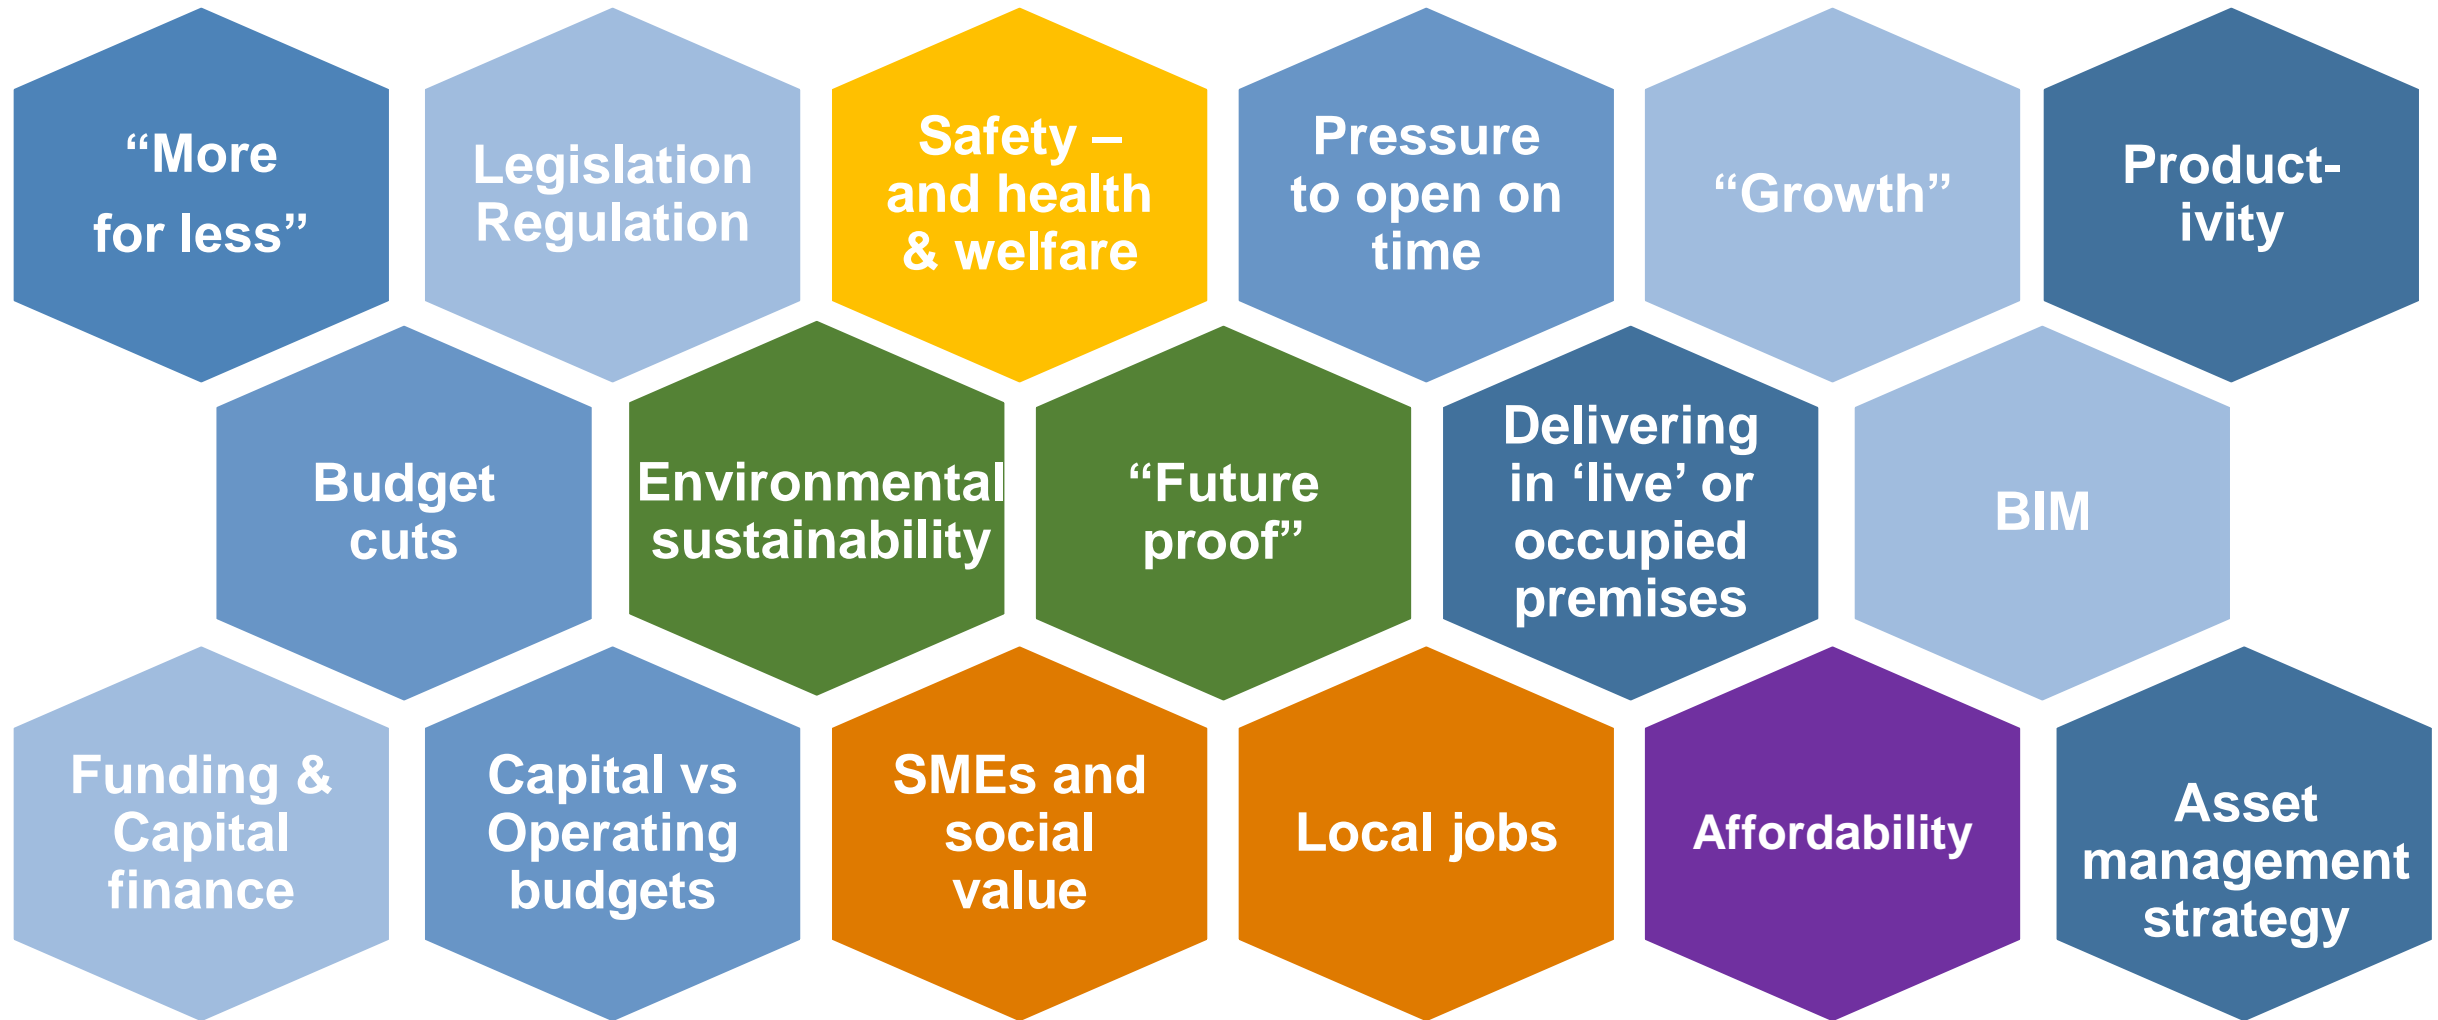 “More
for less”
Legislation
Regulation
Safety –
and health
& welfare
Pressure
to open on
time
“Growth”
Product-
ivity
Budget
cuts
Environmental
sustainability
“Future
proof”
Delivering
in ‘live’ or
occupied
premises
BIM
Funding &
Capital
finance
Capital vs
Operating
budgets
SMEs and
social
value
Local jobs
Affordability
Asset
management
strategy